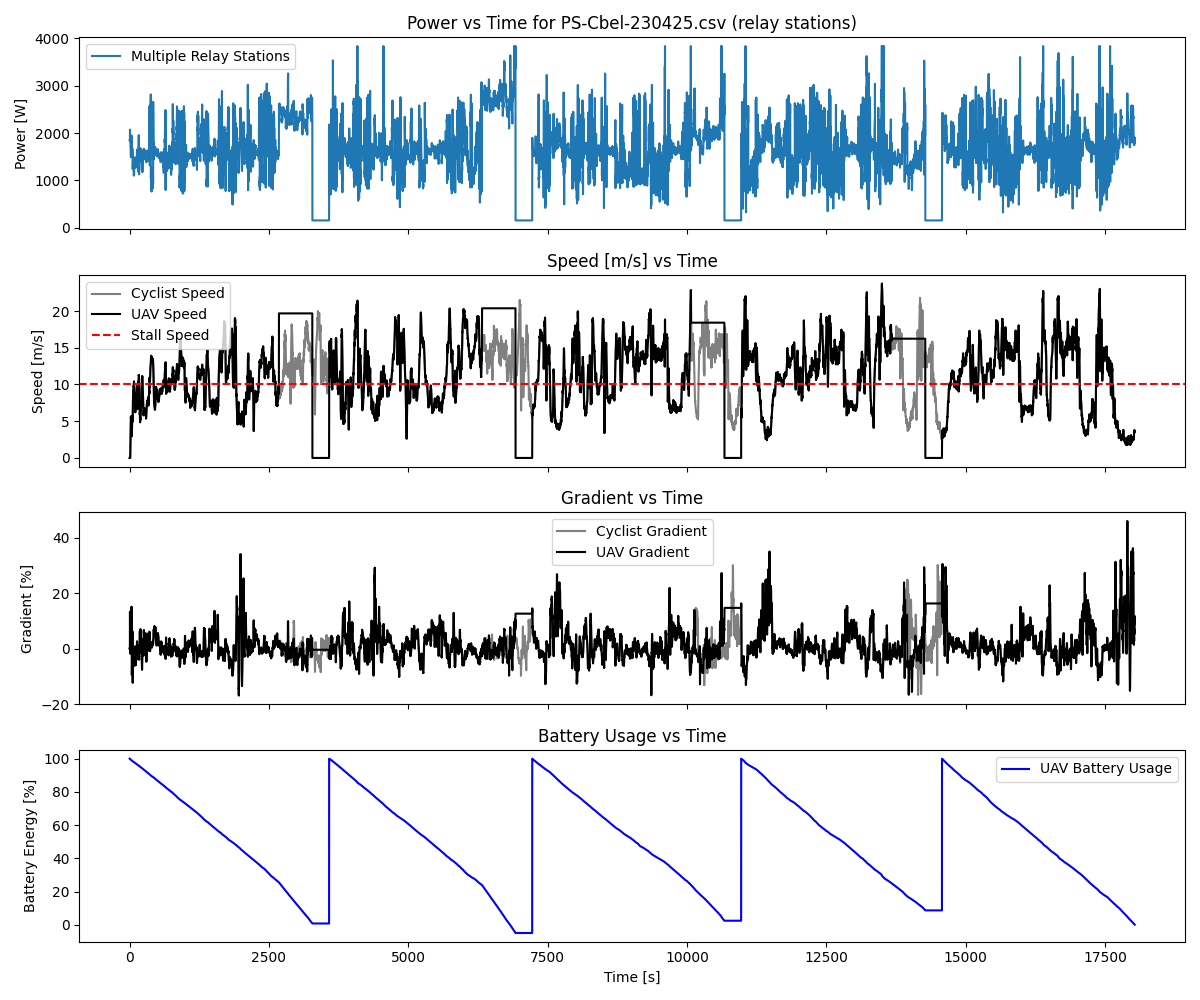 Power vs Time for PS-Cbel-230425.csv (relay stations)
Power [W]
4000
3000
2000
1000
0
Multiple Relay Stations
Speed [m/s] vs Time
Speed [m/s]
20
15
10
5
0
Cyclist Speed
UAV Speed
Stall Speed
Gradient vs Time
Gradient [%]
40
20
0
−20
Cyclist Gradient
UAV Gradient
Battery Usage vs Time
Battery Energy [%]
100
80
60
40
20
0
UAV Battery Usage
0 2500 5000 7500 10000 12500 15000 17500
Time [s]